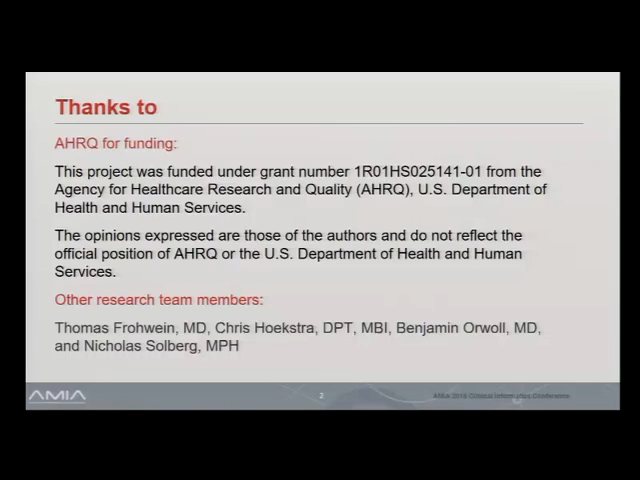 Thanks to
AHRQ for funding:
This project was funded under grant number 1R01HS025141-01 from the
Agency for Healthcare Research and Quality (AHRQ), U.S. Department of
Health and Human Services.
The opinions expressed are those of the authors and do not reflect the
official position of AHRQ or the U.S. Department of Health and Human
Services.
Other research team members:
Thomas Frohwein, MD, Chris Hoekstra, DPT, MBI, Benjamin Orwoll, MD,
and Nicholas Solberg, MPH
AMIA
2
Informatics Conference